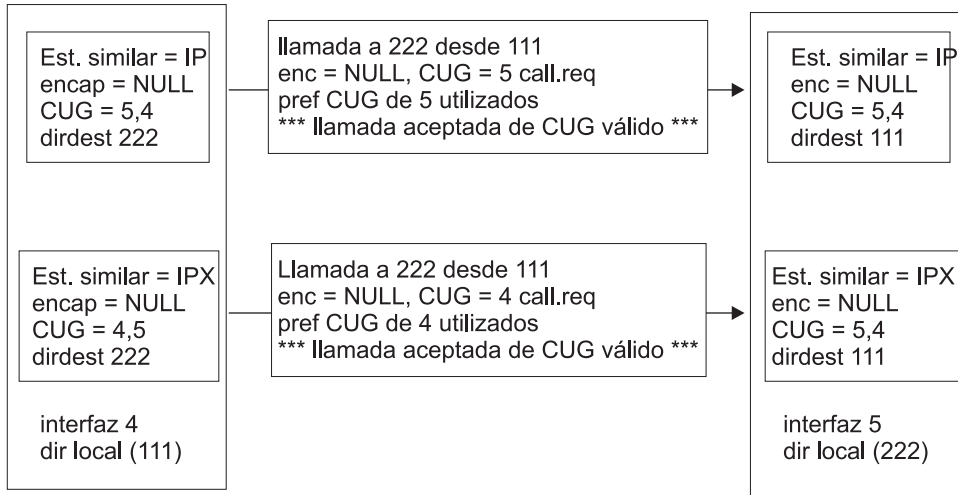 Est. similar = IP
encap = NULL
CUG = 5,4
dirdest 222
llamada a 222 desde 111
enc = NULL, CUG = 5 call.req
pref CUG de 5 utilizados
*** llamada aceptada de CUG válido ***
Est. similar = IP
enc = NULL
CUG = 5,4
dirdest 111
Est. similar = IPX
encap = NULL
CUG = 4,5
dirdest 222
Llamada a 222 desde 111
enc = NULL, CUG = 4 call.req
pref CUG de 4 utilizados
*** llamada aceptada de CUG válido ***
Est. similar = IPX
enc = NULL
CUG = 5,4
dirdest 111
interfaz 4
dir local (111)
interfaz 5
dir local (222)